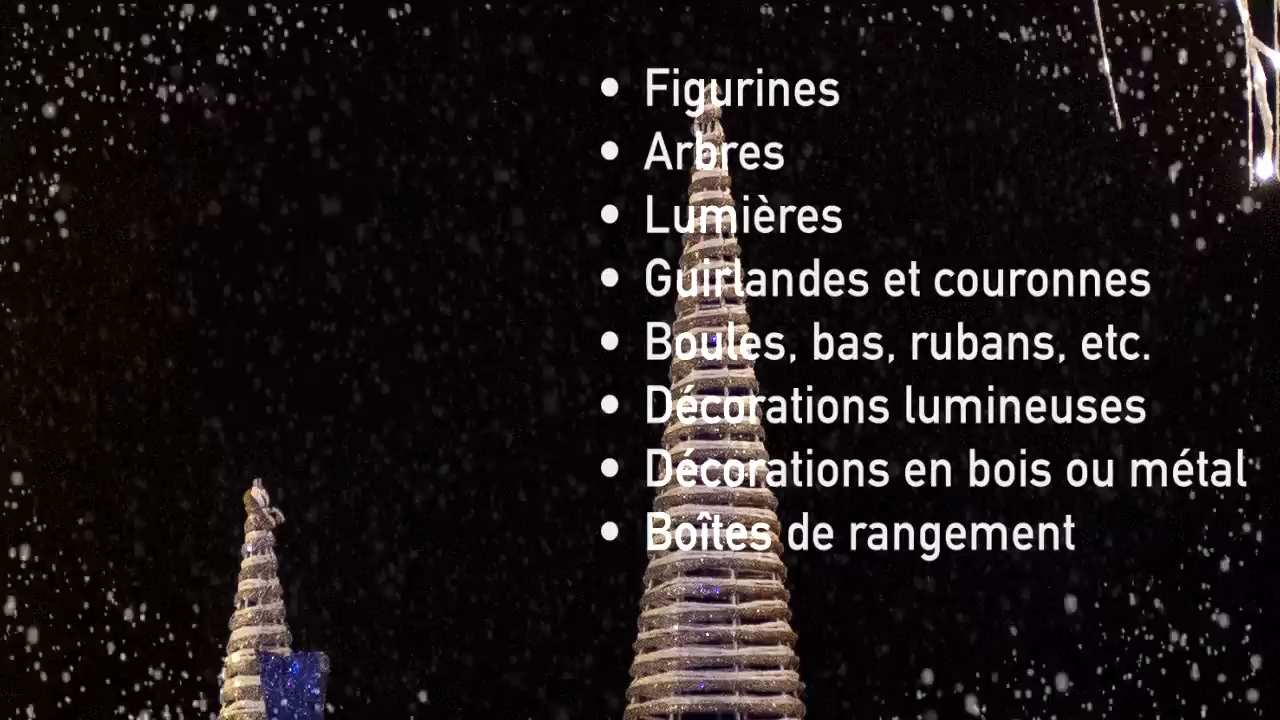 • Figurines
• Arbres
• Lumières
• Guirlandes et couronnes
• Boules, bas, rubans, etc.
• Décorations lumineuses
• Décorations en bois ou métal
• Boîtes de rangement